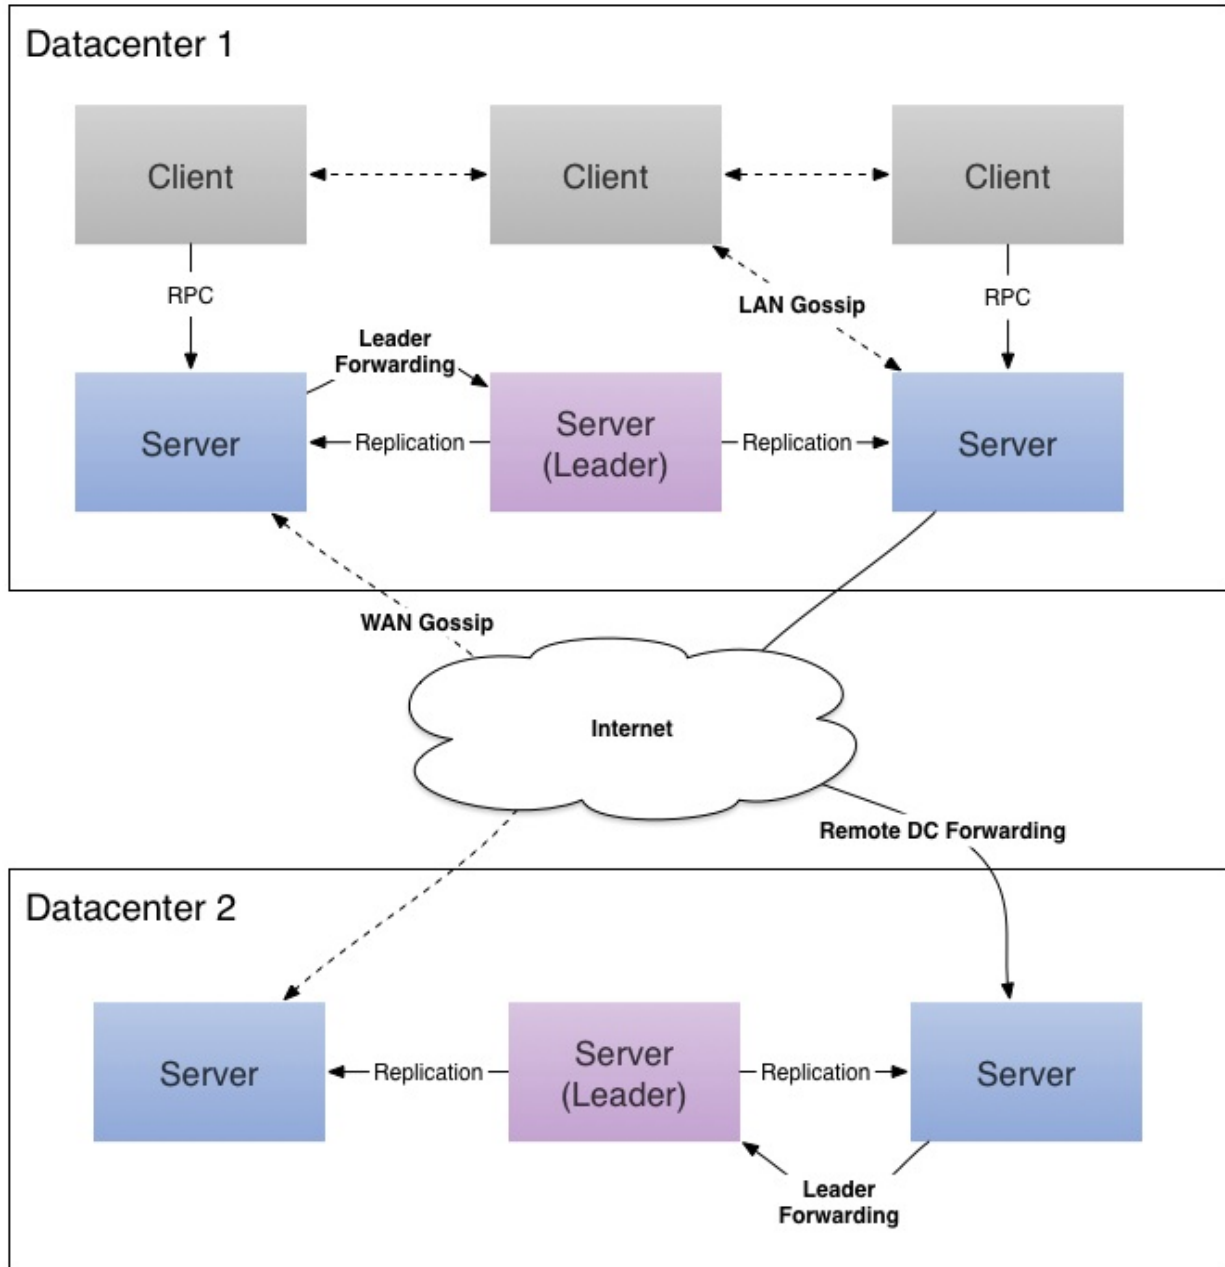 Datacenter 1
Client
Client
Client
RPC
LAN Gossip
RPC
Leader
Forwarding
Server
Replication
Server
(Leader)
Replication
Server
WAN Gossip
Internet
Remote DC Forwarding
Datacenter 2
Server
Replication
Server
(Leader)
Replication
Server
Leader
Forwarding